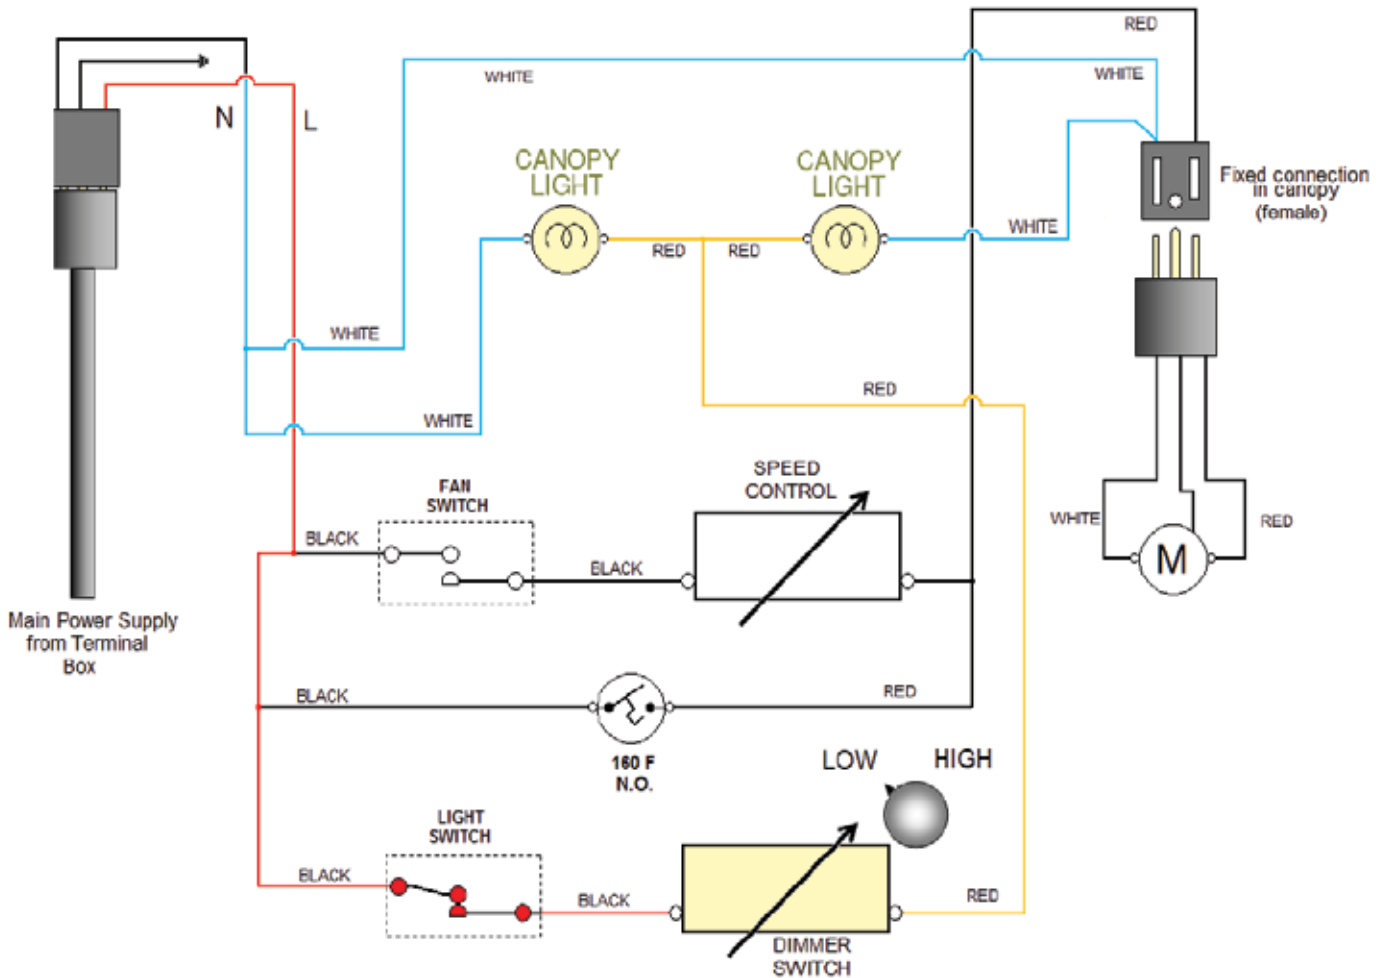 RED
WHITE
WHITE
N
L
CANOPY
LIGHT
CANOPY
LIGHT
Fixed connection
in canopy
(female)
RED
RED
WHITE
WHITE
RED
WHITE
SPEED
CONTROL
FAN
SWITCH
WHITE
RED
BLACK
BLACK
M
Main Power Supply
from Terminal
Box
BLACK
RED
160 F
N.O.
LOW
HIGH
LIGHT
SWITCH
BLACK
BLACK
RED
DIMMER
SWITCH